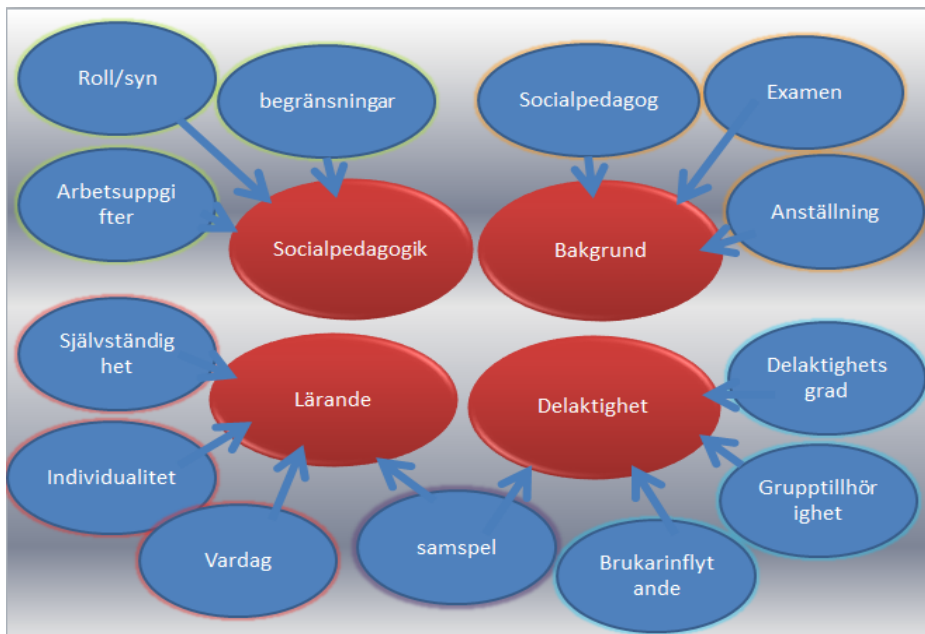 Roll/syn
begränsningar
Socialpedagog
Examen
Arbetsuppgi
fter
Anställning
Socialpedagogik
Bakgrund
Självständig
het
Delaktighets
grad
Lärande
Delaktighet
Individualitet
Grupptillhör
ighet
Vardag
samspel
Brukarinflyt
ande